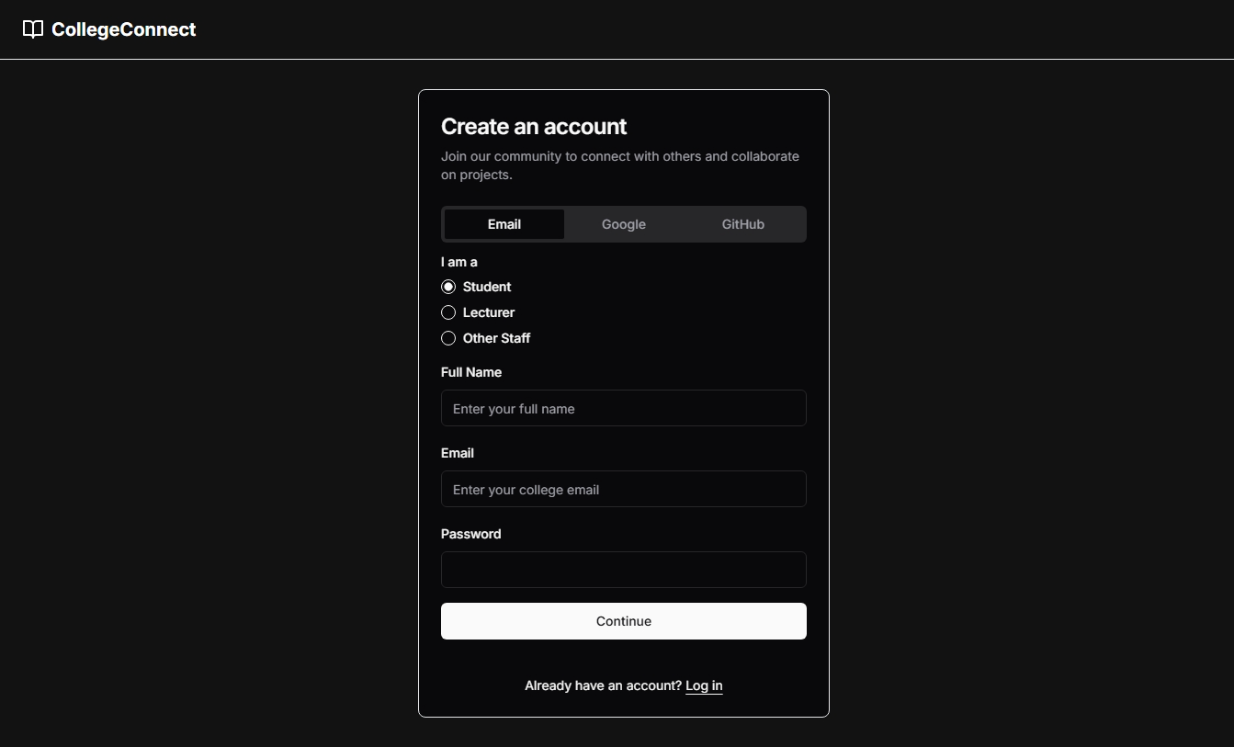 CollegeConnect
Create an account
Join our community to connect with others and collaborate
on projects.
Email Google GitHub
I am a
Student
Lecturer
Other Staff
Full Name
Enter your full name
Email
Enter your college email
Password
Continue
Already have an account? Log in